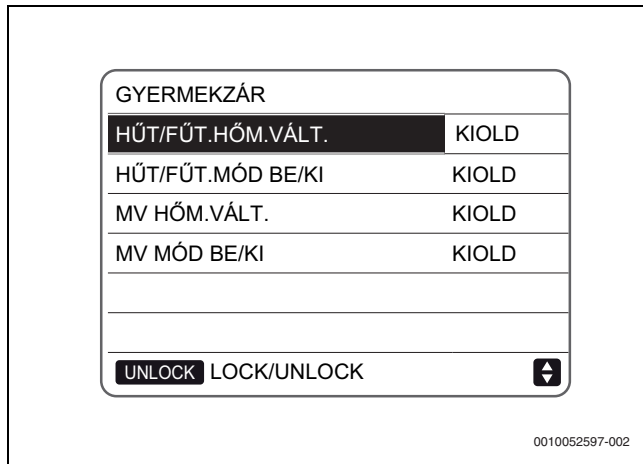 GYERMEKZÁR
HŰT/FŰT.HŐM.VÁLT. KIOLD
HŰT/FŰT.MÓD BE/KI KIOLD
MV HŐM.VÁLT. KIOLD
MV MÓD BE/KI KIOLD
UNLOCK LOCK/UNLOCK
0010052597-002